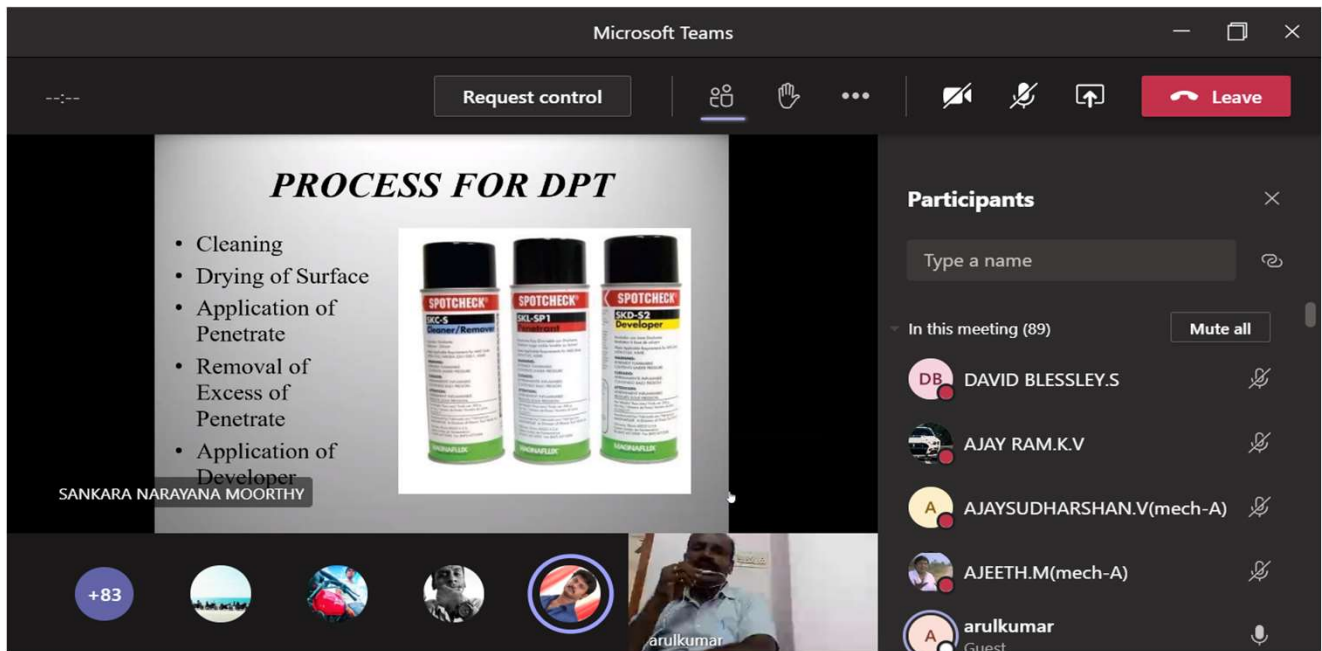 Microsoft Teams
--:--
Request control
Leave
PROCESS FOR DPT
• Cleaning
• Drying of Surface
• Application of
Penetrate
• Removal of
Excess of
Penetrate
• Application of
Developer
SPOTCHECK®
SKC-S
Cleaner/Remover
MAGNAFLUX
SPOTCHECK®
SKL-SP1
Penetrant
MAGNAFLUX
SPOTCHECK®
SKD-S2
Developer
MAGNAFLUX
SANKARA NARAYANA MOORTHY
+83
arulkumar
Participants
Type a name
In this meeting (89)
Mute all
DB DAVID BLESSLEY.S
AJAY RAM.K.V
A AJAYSUDHARSHAN.V(mech-A)
AJEETH.M(mech-A)
A arulkumar
Guest